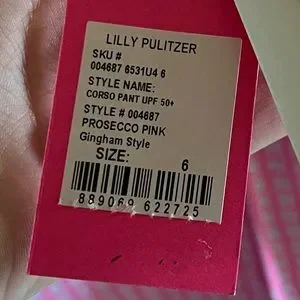 LILLY PULITZER
SKU #
004687 6531U4 6
STYLE NAME:
CORSO PANT UPF 50+
STYLE # 004687
PROSECCO PINK
Gingham Style
SIZE: 6
889069 622725